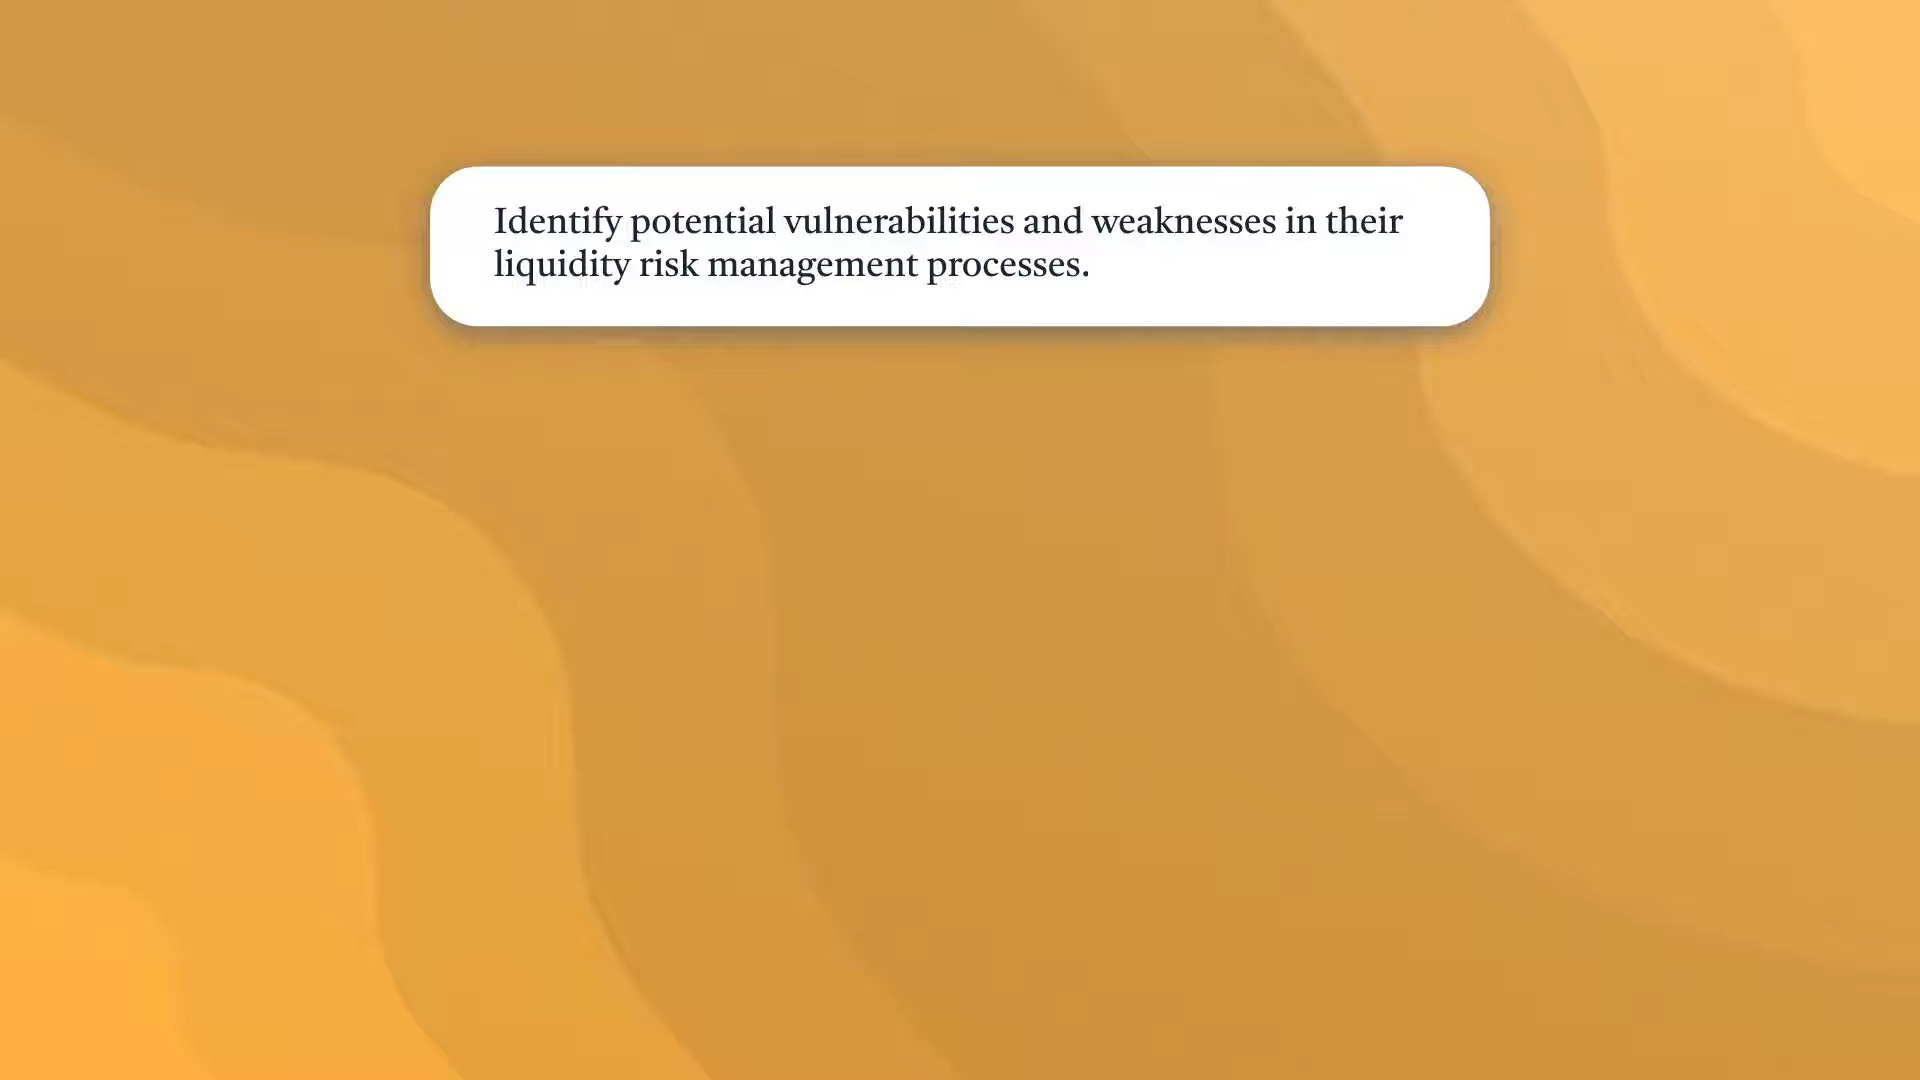 Identify potential vulnerabilities and weaknesses in their
liquidity risk management processes.